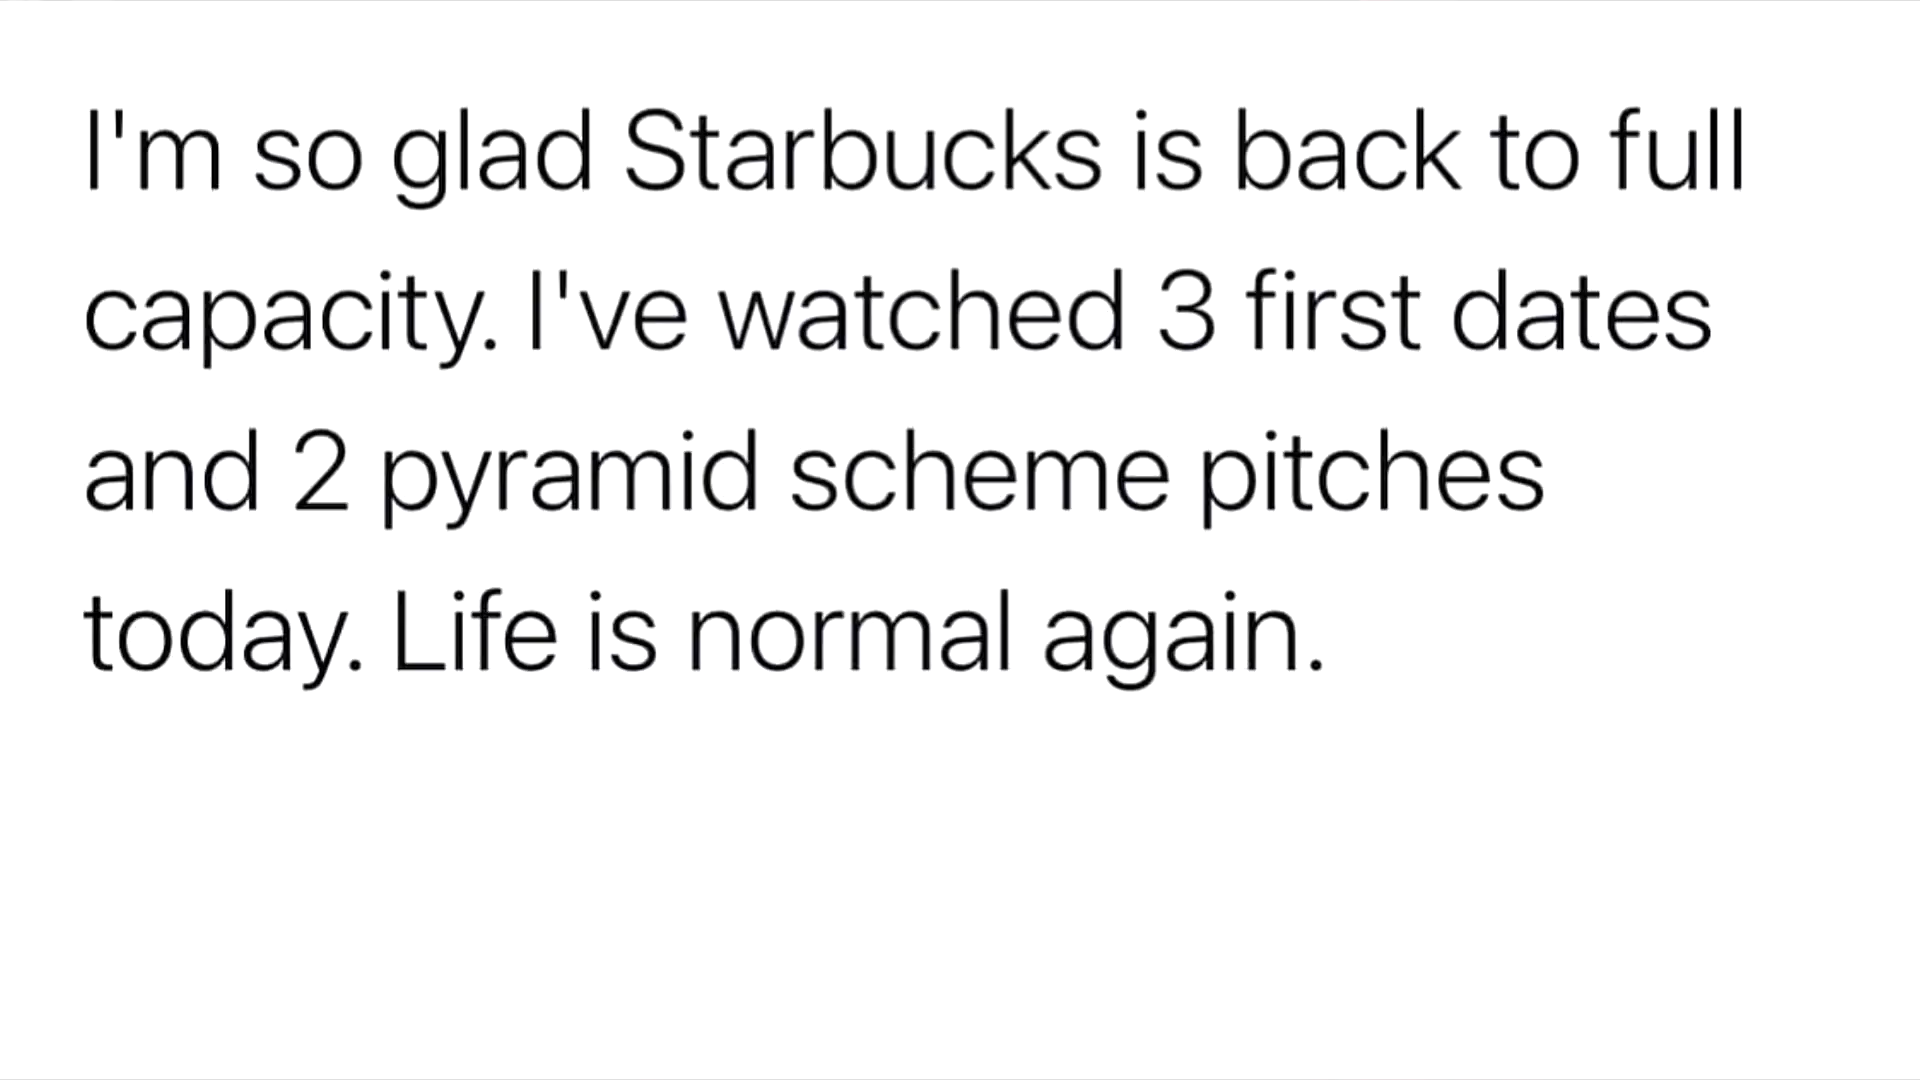 I'm so glad Starbucks is back to full
capacity. I've watched 3 first dates
and 2 pyramid scheme pitches
today. Life is normal again.